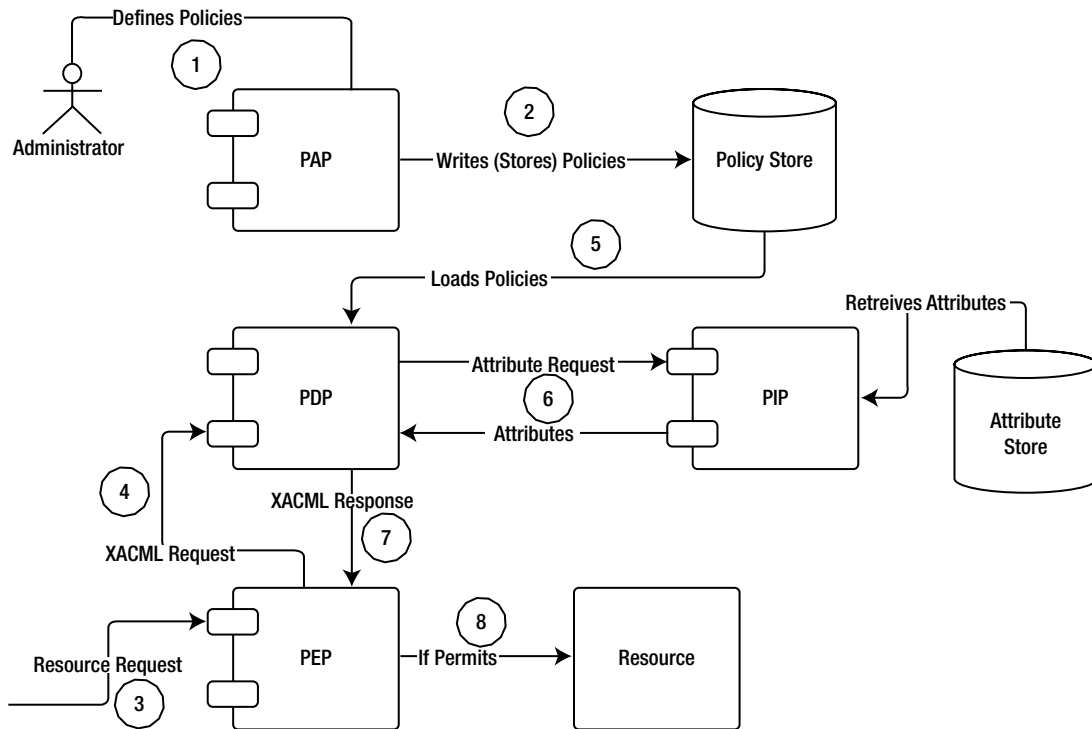 Defines Policies
1
Administrator
PAP
2
Writes (Stores) Policies
Policy Store
5
Loads Policies
Retreives Attributes
PDP
Attribute Request
6
Attributes
PIP
Attribute
Store
4
XACML Response
7
XACML Request
Resource Request
3
PEP
8
If Permits
Resource